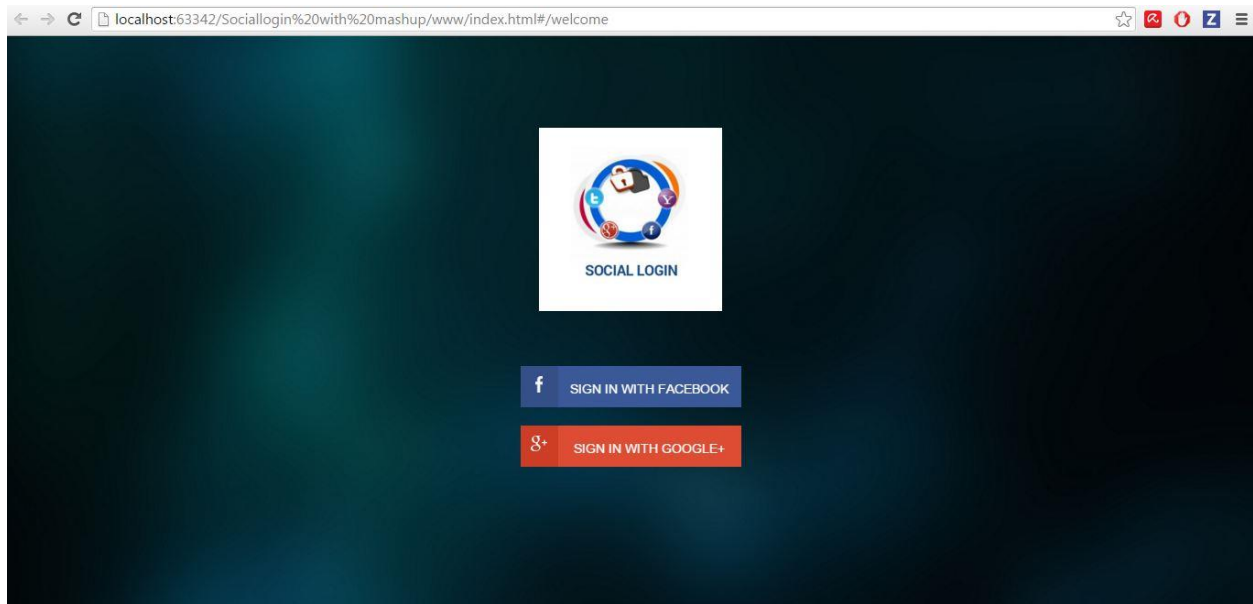 localhost:63342/Sociallogin%20with%20mashup/www/index.html#/welcome
Z
t
Y
g+
f
SOCIAL LOGIN
f SIGN IN WITH FACEBOOK
g+ SIGN IN WITH GOOGLE+